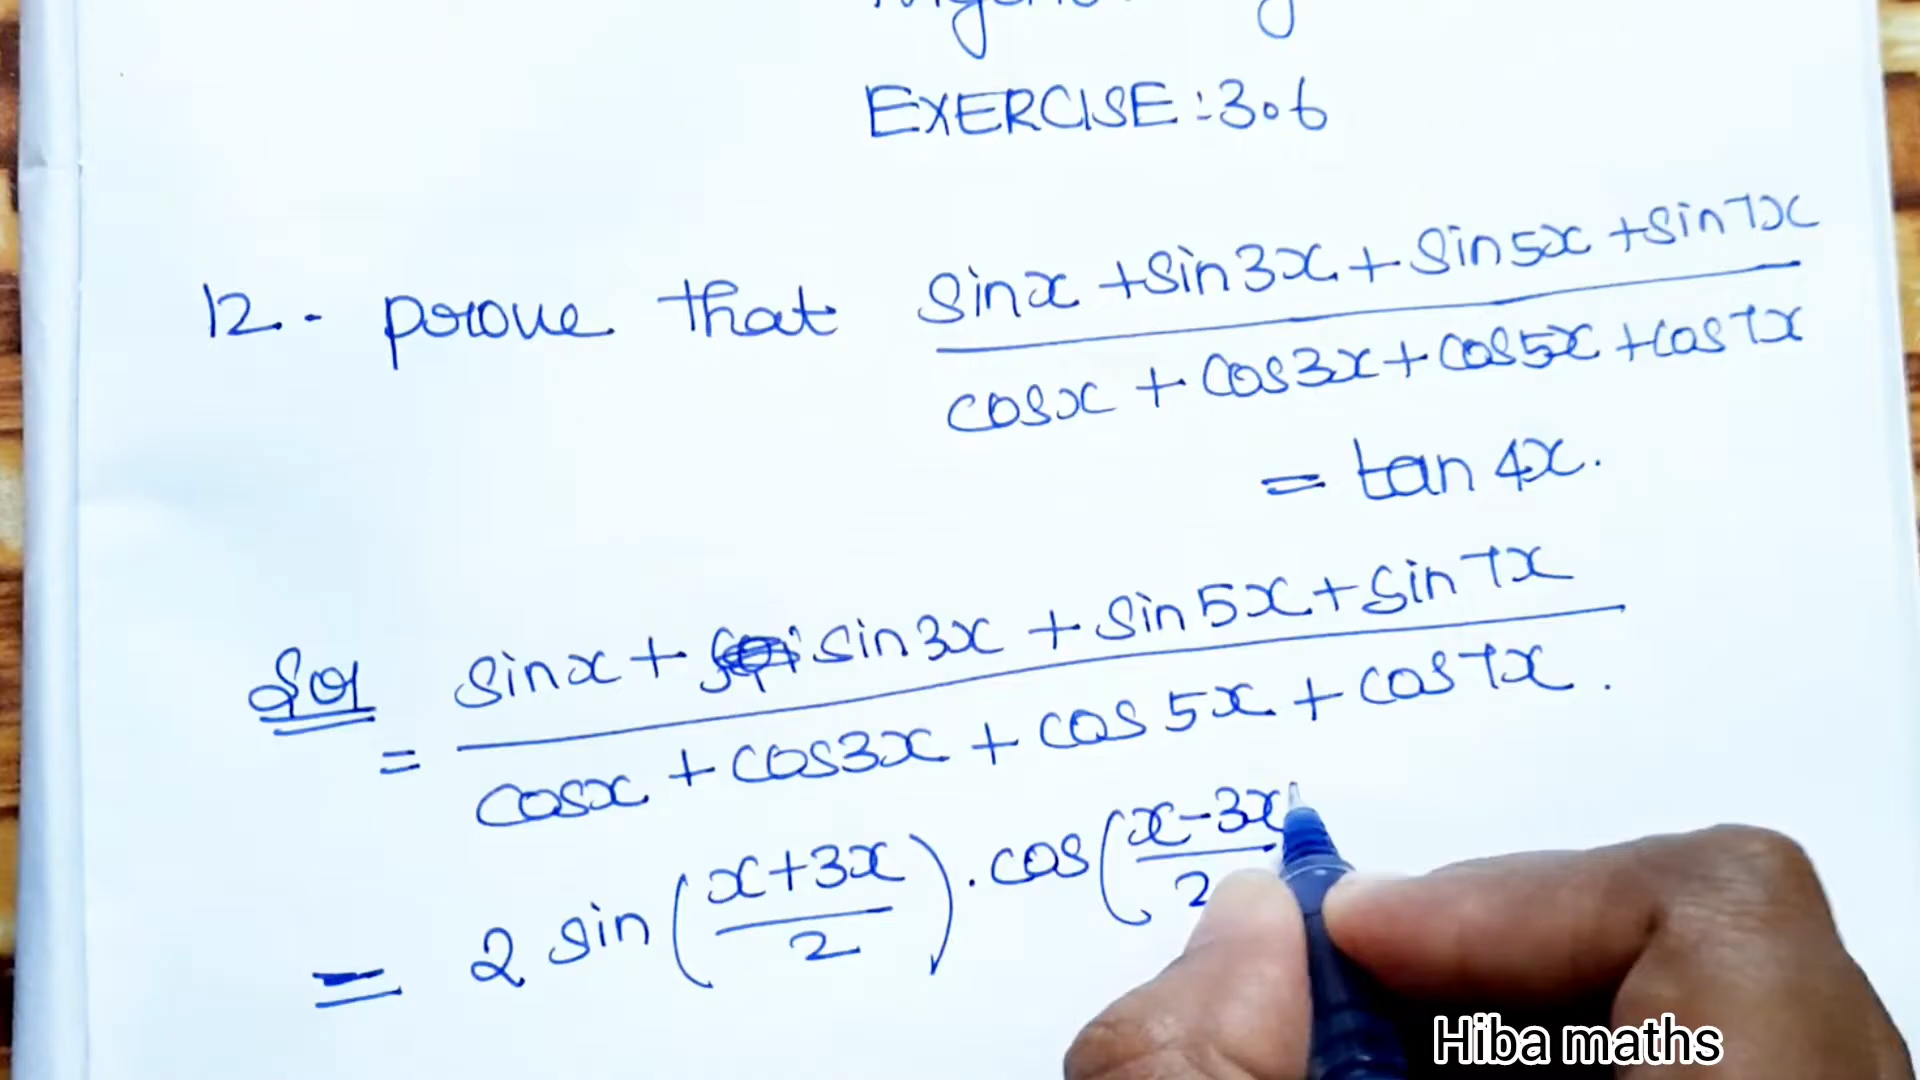 EXERCISE:3.6
12. prove that sinx + sin3x + sin5x + sin7x
cosx + cos3x + cos5x + cos7x
= tan 4x.
Sol sinx + sin3x + sin5x + sin7x
= cosx + cos3x + cos5x + cos7x.
= 2 sin(x+3x/2).cos(x-3x/2
Hiba maths